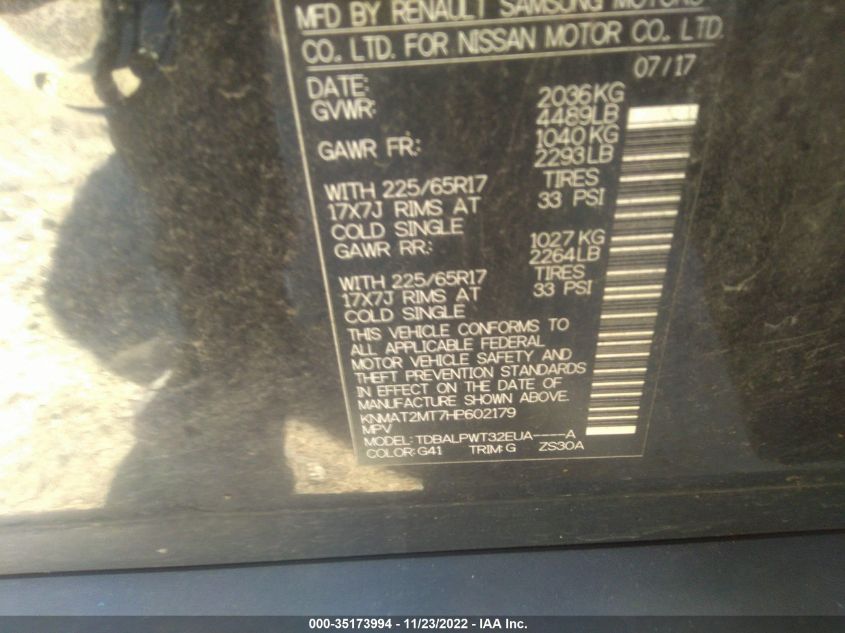 MFD BY RENAULT SAMSUNG MOTORS
CO., LTD. FOR NISSAN MOTOR CO., LTD.
DATE: 07/17
GVWR: 2036KG
4489LB
GAWR FR: 1040KG
2293LB
WITH 225/65R17 TIRES
17X7J RIMS AT 33 PSI
COLD SINGLE
GAWR RR: 1027KG
2264LB
WITH 225/65R17 TIRES
17X7J RIMS AT 33 PSI
COLD SINGLE
THIS VEHICLE CONFORMS TO
ALL APPLICABLE FEDERAL
MOTOR VEHICLE SAFETY AND
THEFT PREVENTION STANDARDS
IN EFFECT ON THE DATE OF
MANUFACTURE SHOWN ABOVE.
KNMAT2MT7HP602179
MPV
MODEL: TDBALPWT32EUA----A
COLOR: G41 TRIM: G ZS30A
000-35173994 - 11/23/2022 - IAA Inc.